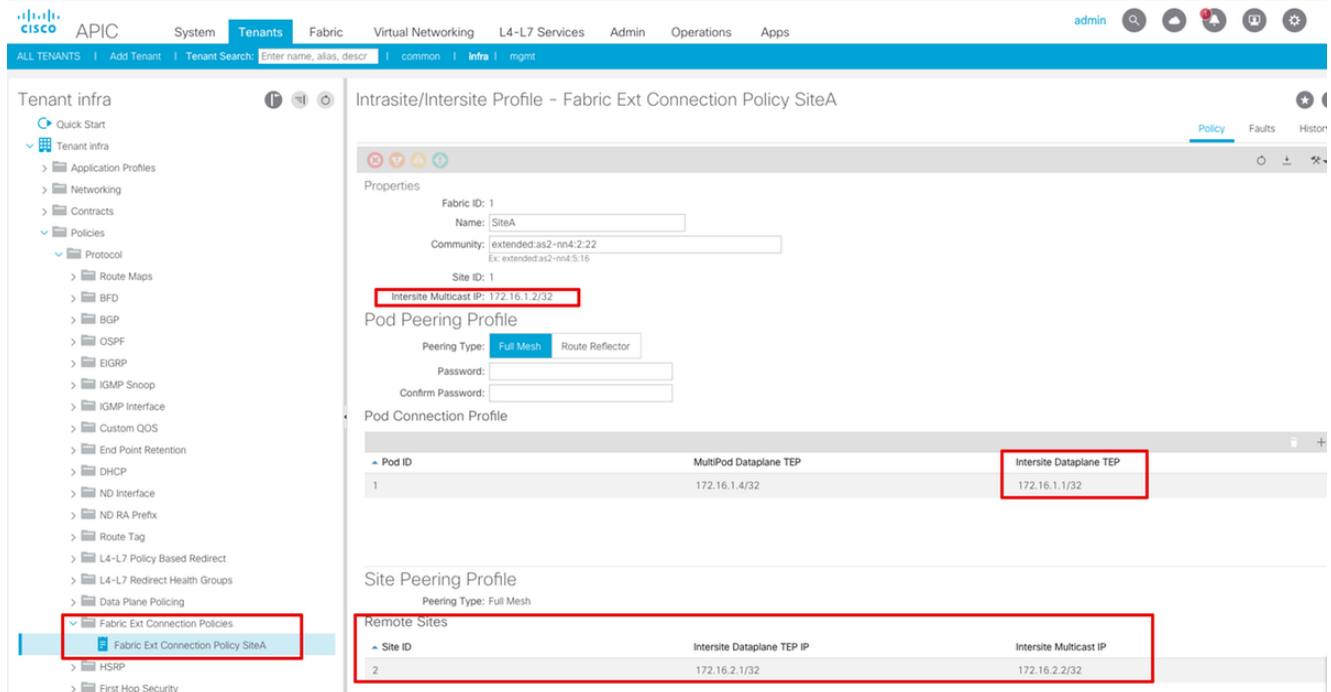 cisco APIC
System Tenants Fabric Virtual Networking L4-L7 Services Admin Operations Apps
admin
1
ALL TENANTS | Add Tenant | Tenant Search: Enter name, alias, descr | common | infra | mgmt
Tenant infra
Quick Start
Tenant infra
Application Profiles
Networking
Contracts
Policies
Protocol
Route Maps
BFD
BGP
OSPF
EIGRP
IGMP Snoop
IGMP Interface
Custom QOS
End Point Retention
DHCP
ND Interface
ND RA Prefix
Route Tag
L4-L7 Policy Based Redirect
L4-L7 Redirect Health Groups
Data Plane Policing
Fabric Ext Connection Policies
Fabric Ext Connection Policy SiteA
HSRP
First Hop Security
Intrasite/Intersite Profile - Fabric Ext Connection Policy SiteA
Policy Faults History
Properties
Fabric ID: 1
Name: SiteA
Community: extended:as2-nn4:2:22
Ex: extended:as2-nn4:5:16
Site ID: 1
Intersite Multicast IP: 172.16.1.2/32
Pod Peering Profile
Peering Type: Full Mesh Route Reflector
Password:
Confirm Password:
Pod Connection Profile
Pod ID MultiPod Dataplane TEP Intersite Dataplane TEP
1 172.16.1.4/32 172.16.1.1/32
Site Peering Profile
Peering Type: Full Mesh
Remote Sites
Site ID Intersite Dataplane TEP IP Intersite Multicast IP
2 172.16.2.1/32 172.16.2.2/32